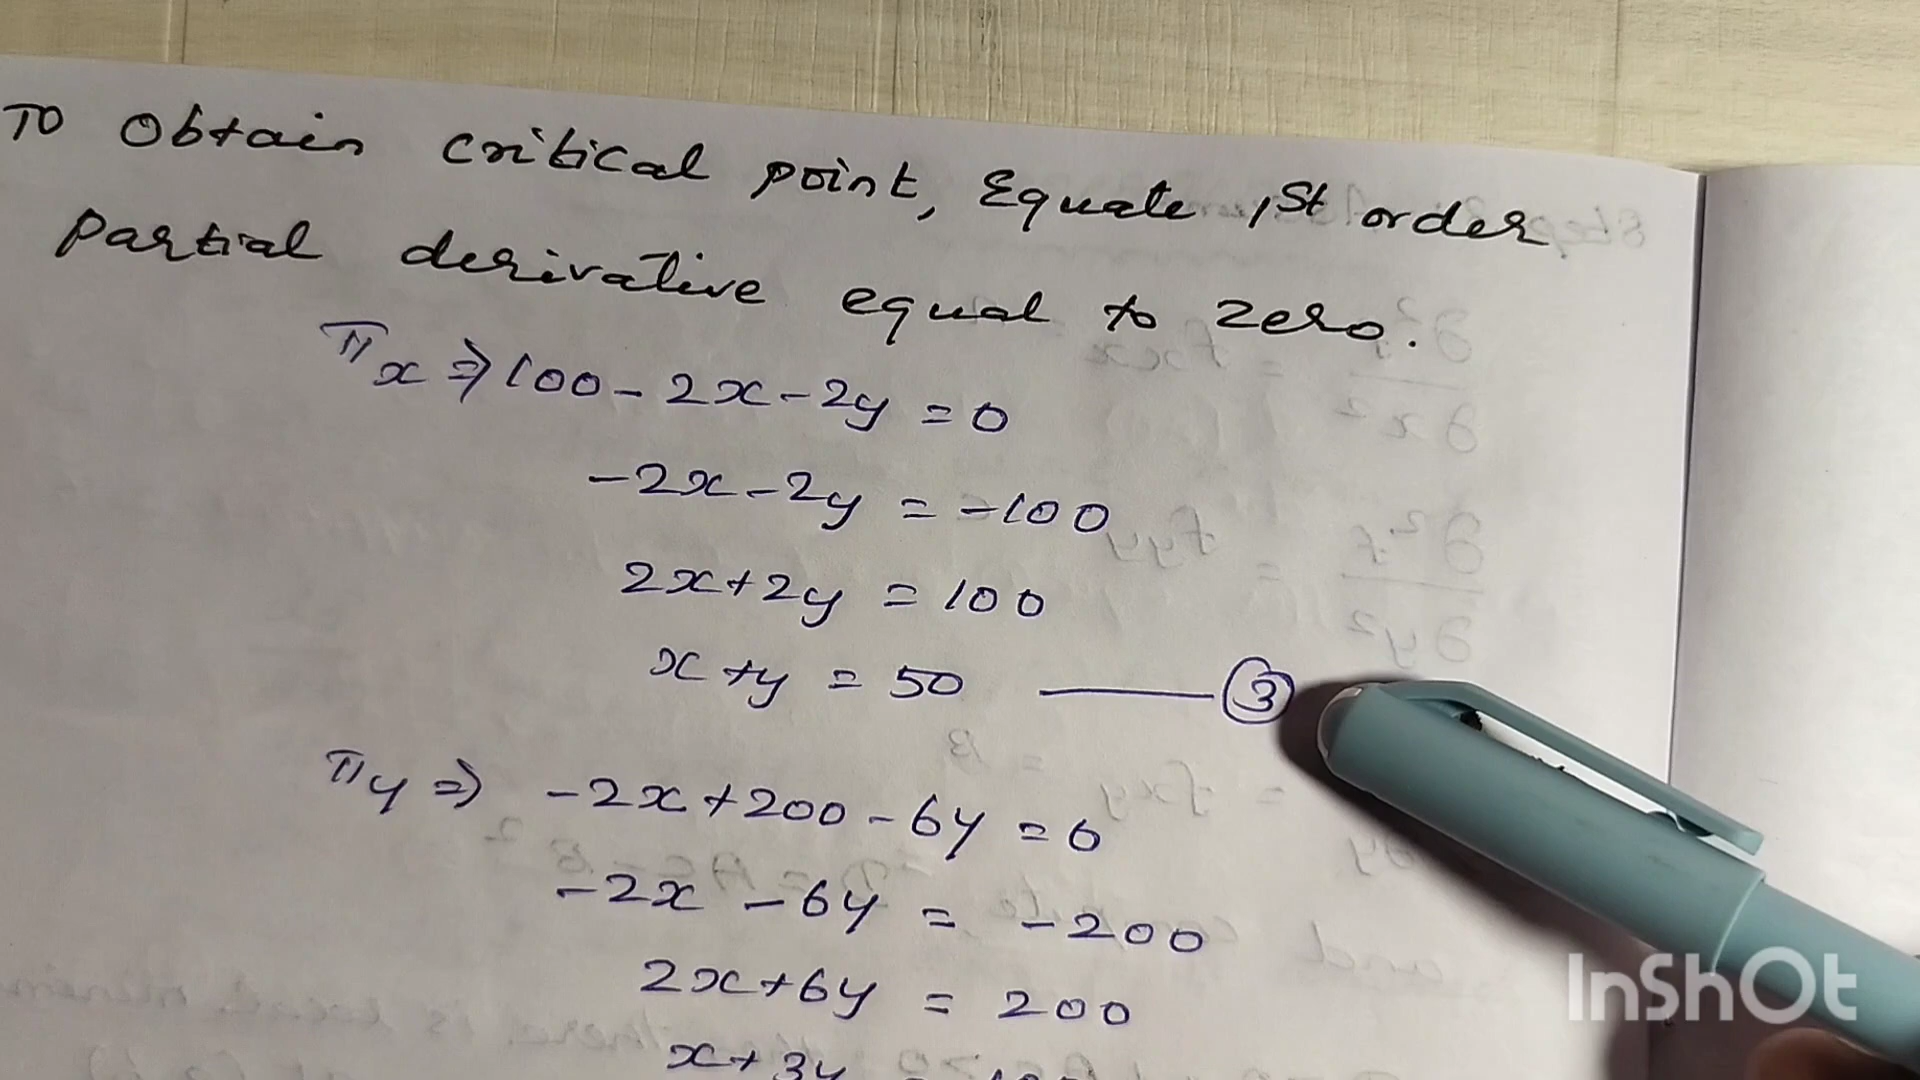 To obtain critical point, Equate 1st order
partial derivative equal to zero.
πx ⇒ 100 - 2x - 2y = 0
-2x - 2y = -100
2x + 2y = 100
x + y = 50 ——— ③
πy ⇒ -2x + 200 - 6y = 0
-2x - 6y = -200
2x + 6y = 200
x + 3y
InShOt